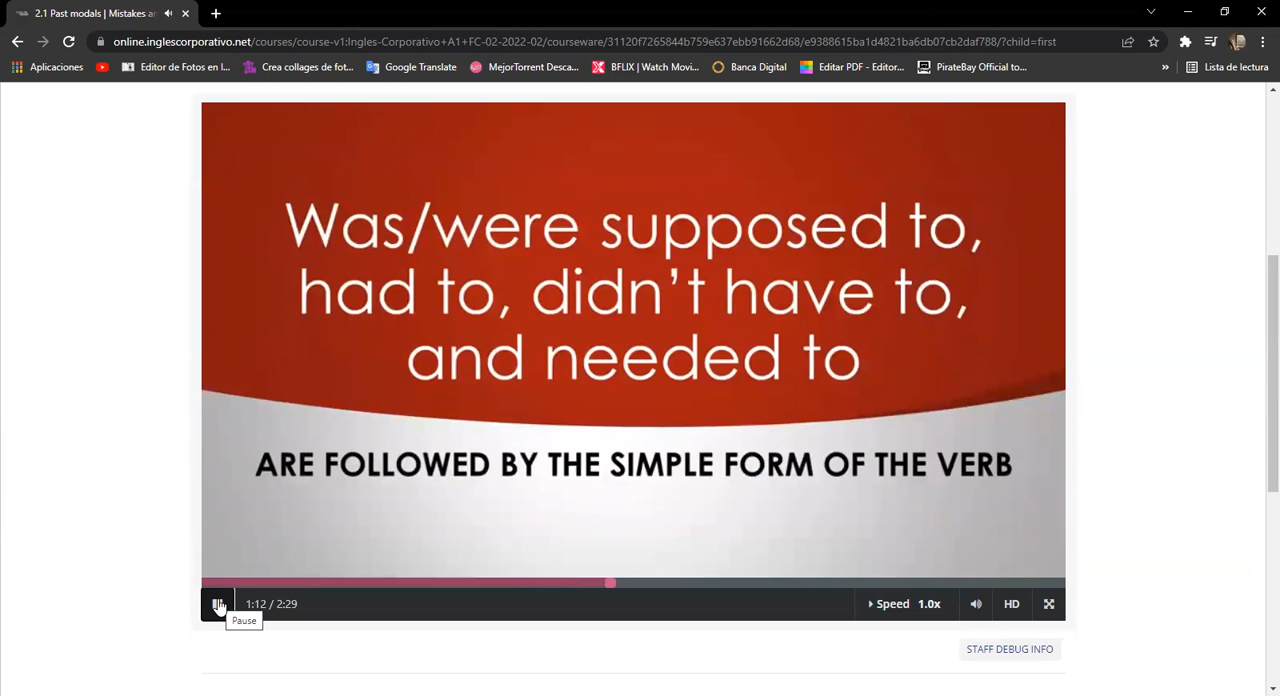 2.1 Past modals | Mistakes an
online.inglescorporativo.net/courses/course-v1:Ingles-Corporativo+A1+FC-02-2022-02/courseware/31120f7265844b759e637ebb91662d68/e9388615ba1d4821ba6db07cb2daf788/?child=first
Aplicaciones Editor de Fotos en l... Crea collages de fot... Google Translate MejorTorrent Desca... BFLIX | Watch Movi... Banca Digital Editar PDF - Editor... PirateBay Official to... » Lista de lectura
Was/were supposed to,
had to, didn't have to,
and needed to
ARE FOLLOWED BY THE SIMPLE FORM OF THE VERB
1:12 / 2:29 Speed 1.0x HD
Pause
STAFF DEBUG INFO